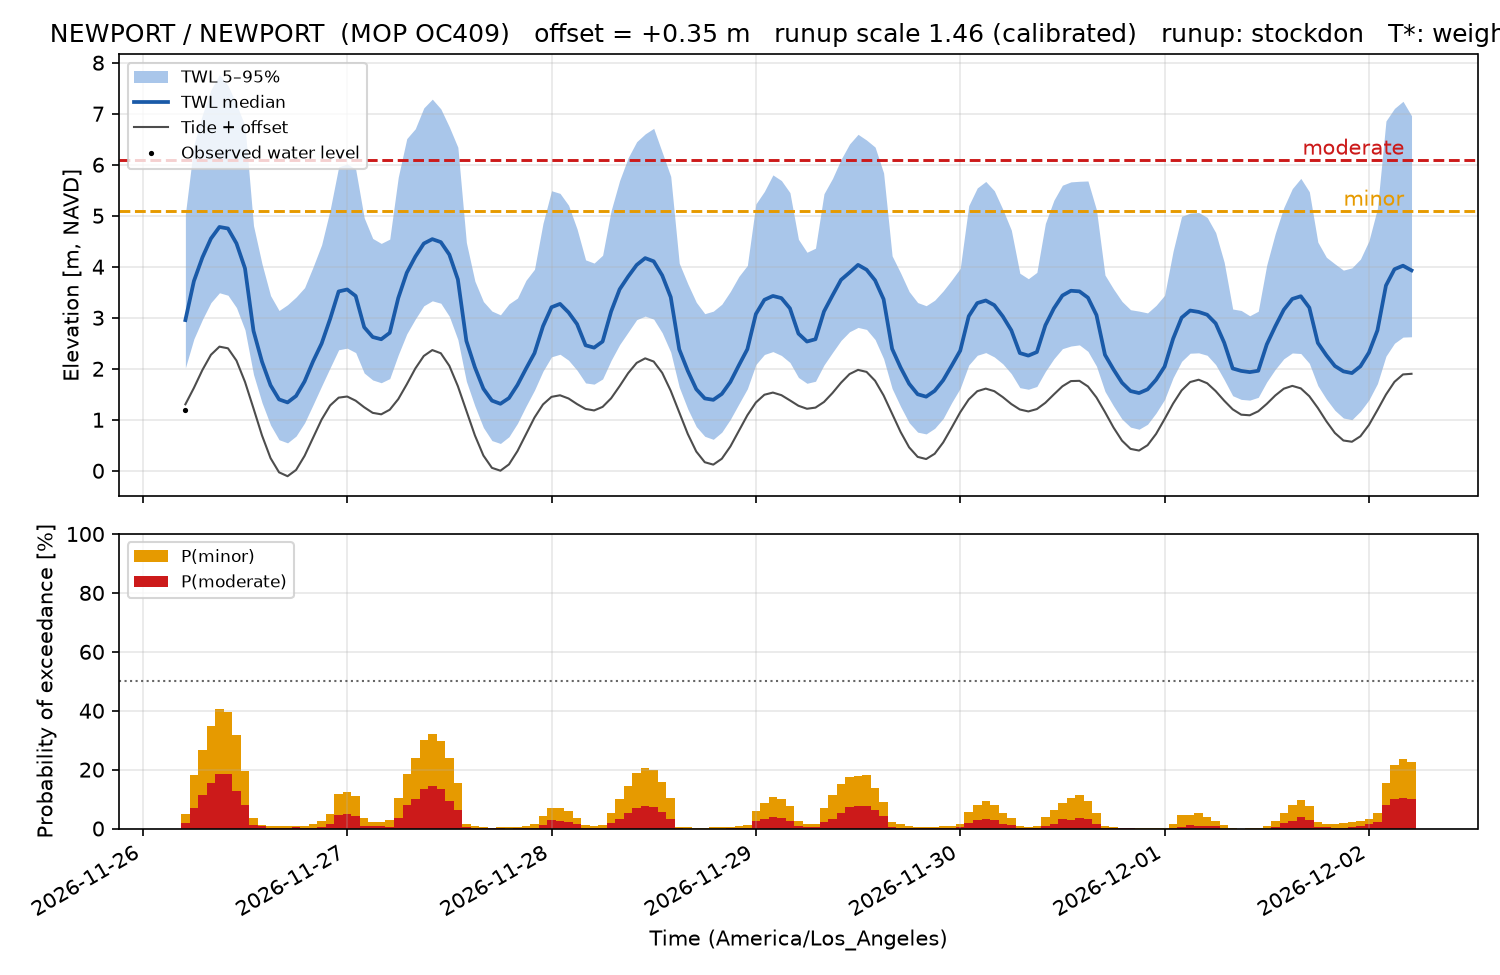 NEWPORT / NEWPORT  (MOP OC409)   offset = +0.35 m   runup scale 1.46 (calibrated)   runup: stockdon   T*: weigh
8
7
6
5
4
3
2
1
0
Elevation [m, NAVD]
TWL 5–95%
TWL median
Tide + offset
Observed water level
moderate
minor
100
80
60
40
20
0
Probability of exceedance [%]
P(minor)
P(moderate)
2026-11-26
2026-11-27
2026-11-28
2026-11-29
2026-11-30
2026-12-01
2026-12-02
Time (America/Los_Angeles)